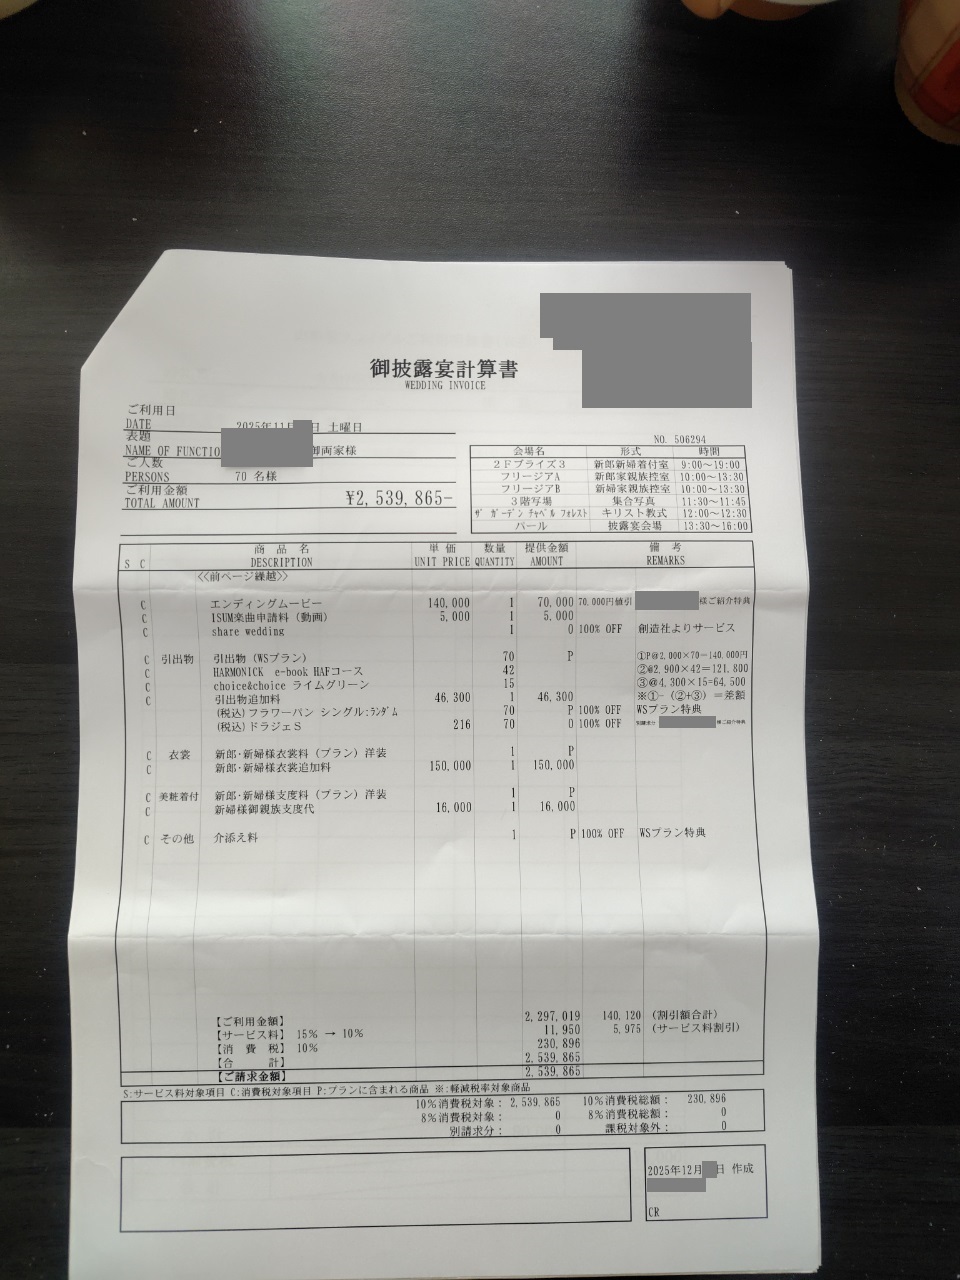 御披露宴計算書
WEDDING INVOICE
ご利用日
DATE 2025年11月 日 土曜日
表題
NAME OF FUNCTIO 御両家様
ご人数
PERSONS 70 名様
ご利用金額
TOTAL AMOUNT ¥2,539,865-
NO. 506294
会場名 形式 時間
2Fプライズ3 新郎新婦着付室 9:00～19:00
フリージアA 新郎家親族控室 10:00～13:30
フリージアB 新婦家親族控室 10:00～13:30
3階写場 集合写真 11:30～11:45
ザ ガーデン チャペル フォレスト キリスト教式 12:00～12:30
パール 披露宴会場 13:30～16:00
商品名 単価 数量 提供金額 備考
S C DESCRIPTION UNIT PRICE QUANTITY AMOUNT REMARKS
<<前ページ繰越>>
C エンディングムービー 140,000 1 70,000 70,000円値引 様ご紹介特典
C ISUM楽曲申請料（動画） 5,000 1 5,000
C share wedding 1 0 100% OFF 創造社よりサービス
C 引出物 引出物（WSプラン） 70 P ①P@2,000×70=140,000円
C HARMONICK e-book HAFコース 42 ②@2,900×42=121,800
C choice&choice ライムグリーン 15 ③@4,300×15=64,500
C 引出物追加料 46,300 1 46,300 ※①-（②+③）=差額
(税込)フラワーバン シングル:ランダム 70 P 100% OFF WSプラン特典
(税込)ドラジェS 216 70 0 100% OFF 様ご紹介特典
C 衣裳 新郎・新婦様衣裳料（プラン）洋装 1 P
C 新郎・新婦様衣裳追加料 150,000 1 150,000
C 美粧着付 新郎・新婦様支度料（プラン）洋装 1 P
C 新婦様御親族支度代 16,000 1 16,000
C その他 介添え料 1 P 100% OFF WSプラン特典
【ご利用金額】 2,297,019 140,120 (割引額合計)
【サービス料】 15% → 10% 11,950 5,975 (サービス料割引)
【消費税】 10% 230,896
【合計】 2,539,865
【ご請求金額】 2,539,865
S:サービス料対象項目 C:消費税対象項目 P:プランに含まれる商品 ※:軽減税率対象商品
10%消費税対象： 2,539,865 10%消費税総額： 230,896
8%消費税対象： 0 8%消費税総額： 0
別請求分： 0 課税対象外： 0
2025年12月 日 作成
CR